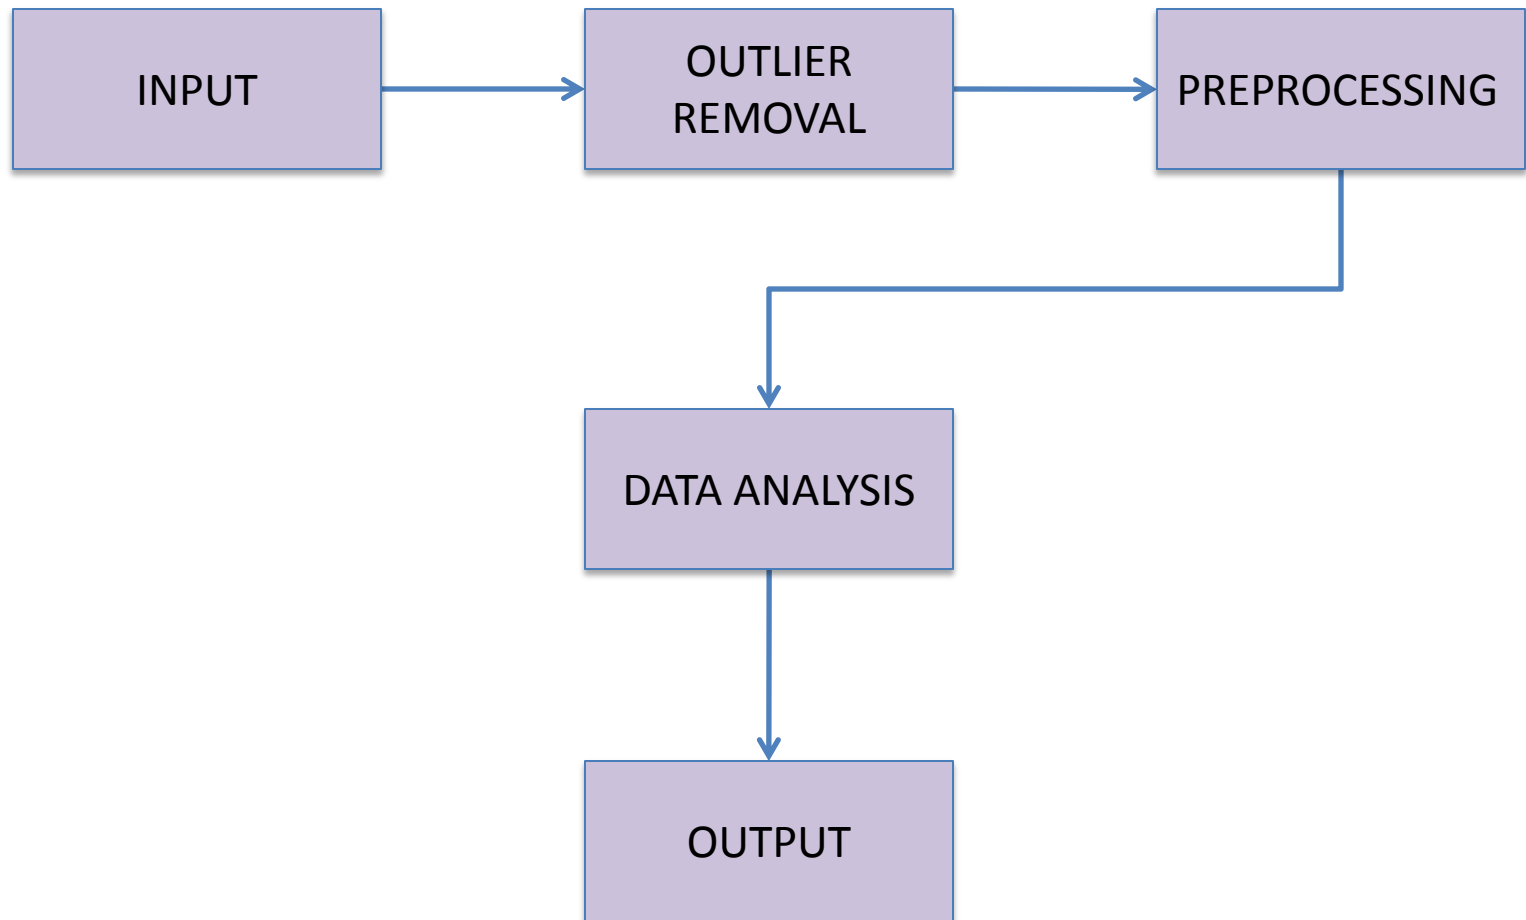 INPUT
OUTLIER
REMOVAL
PREPROCESSING
DATA ANALYSIS
OUTPUT